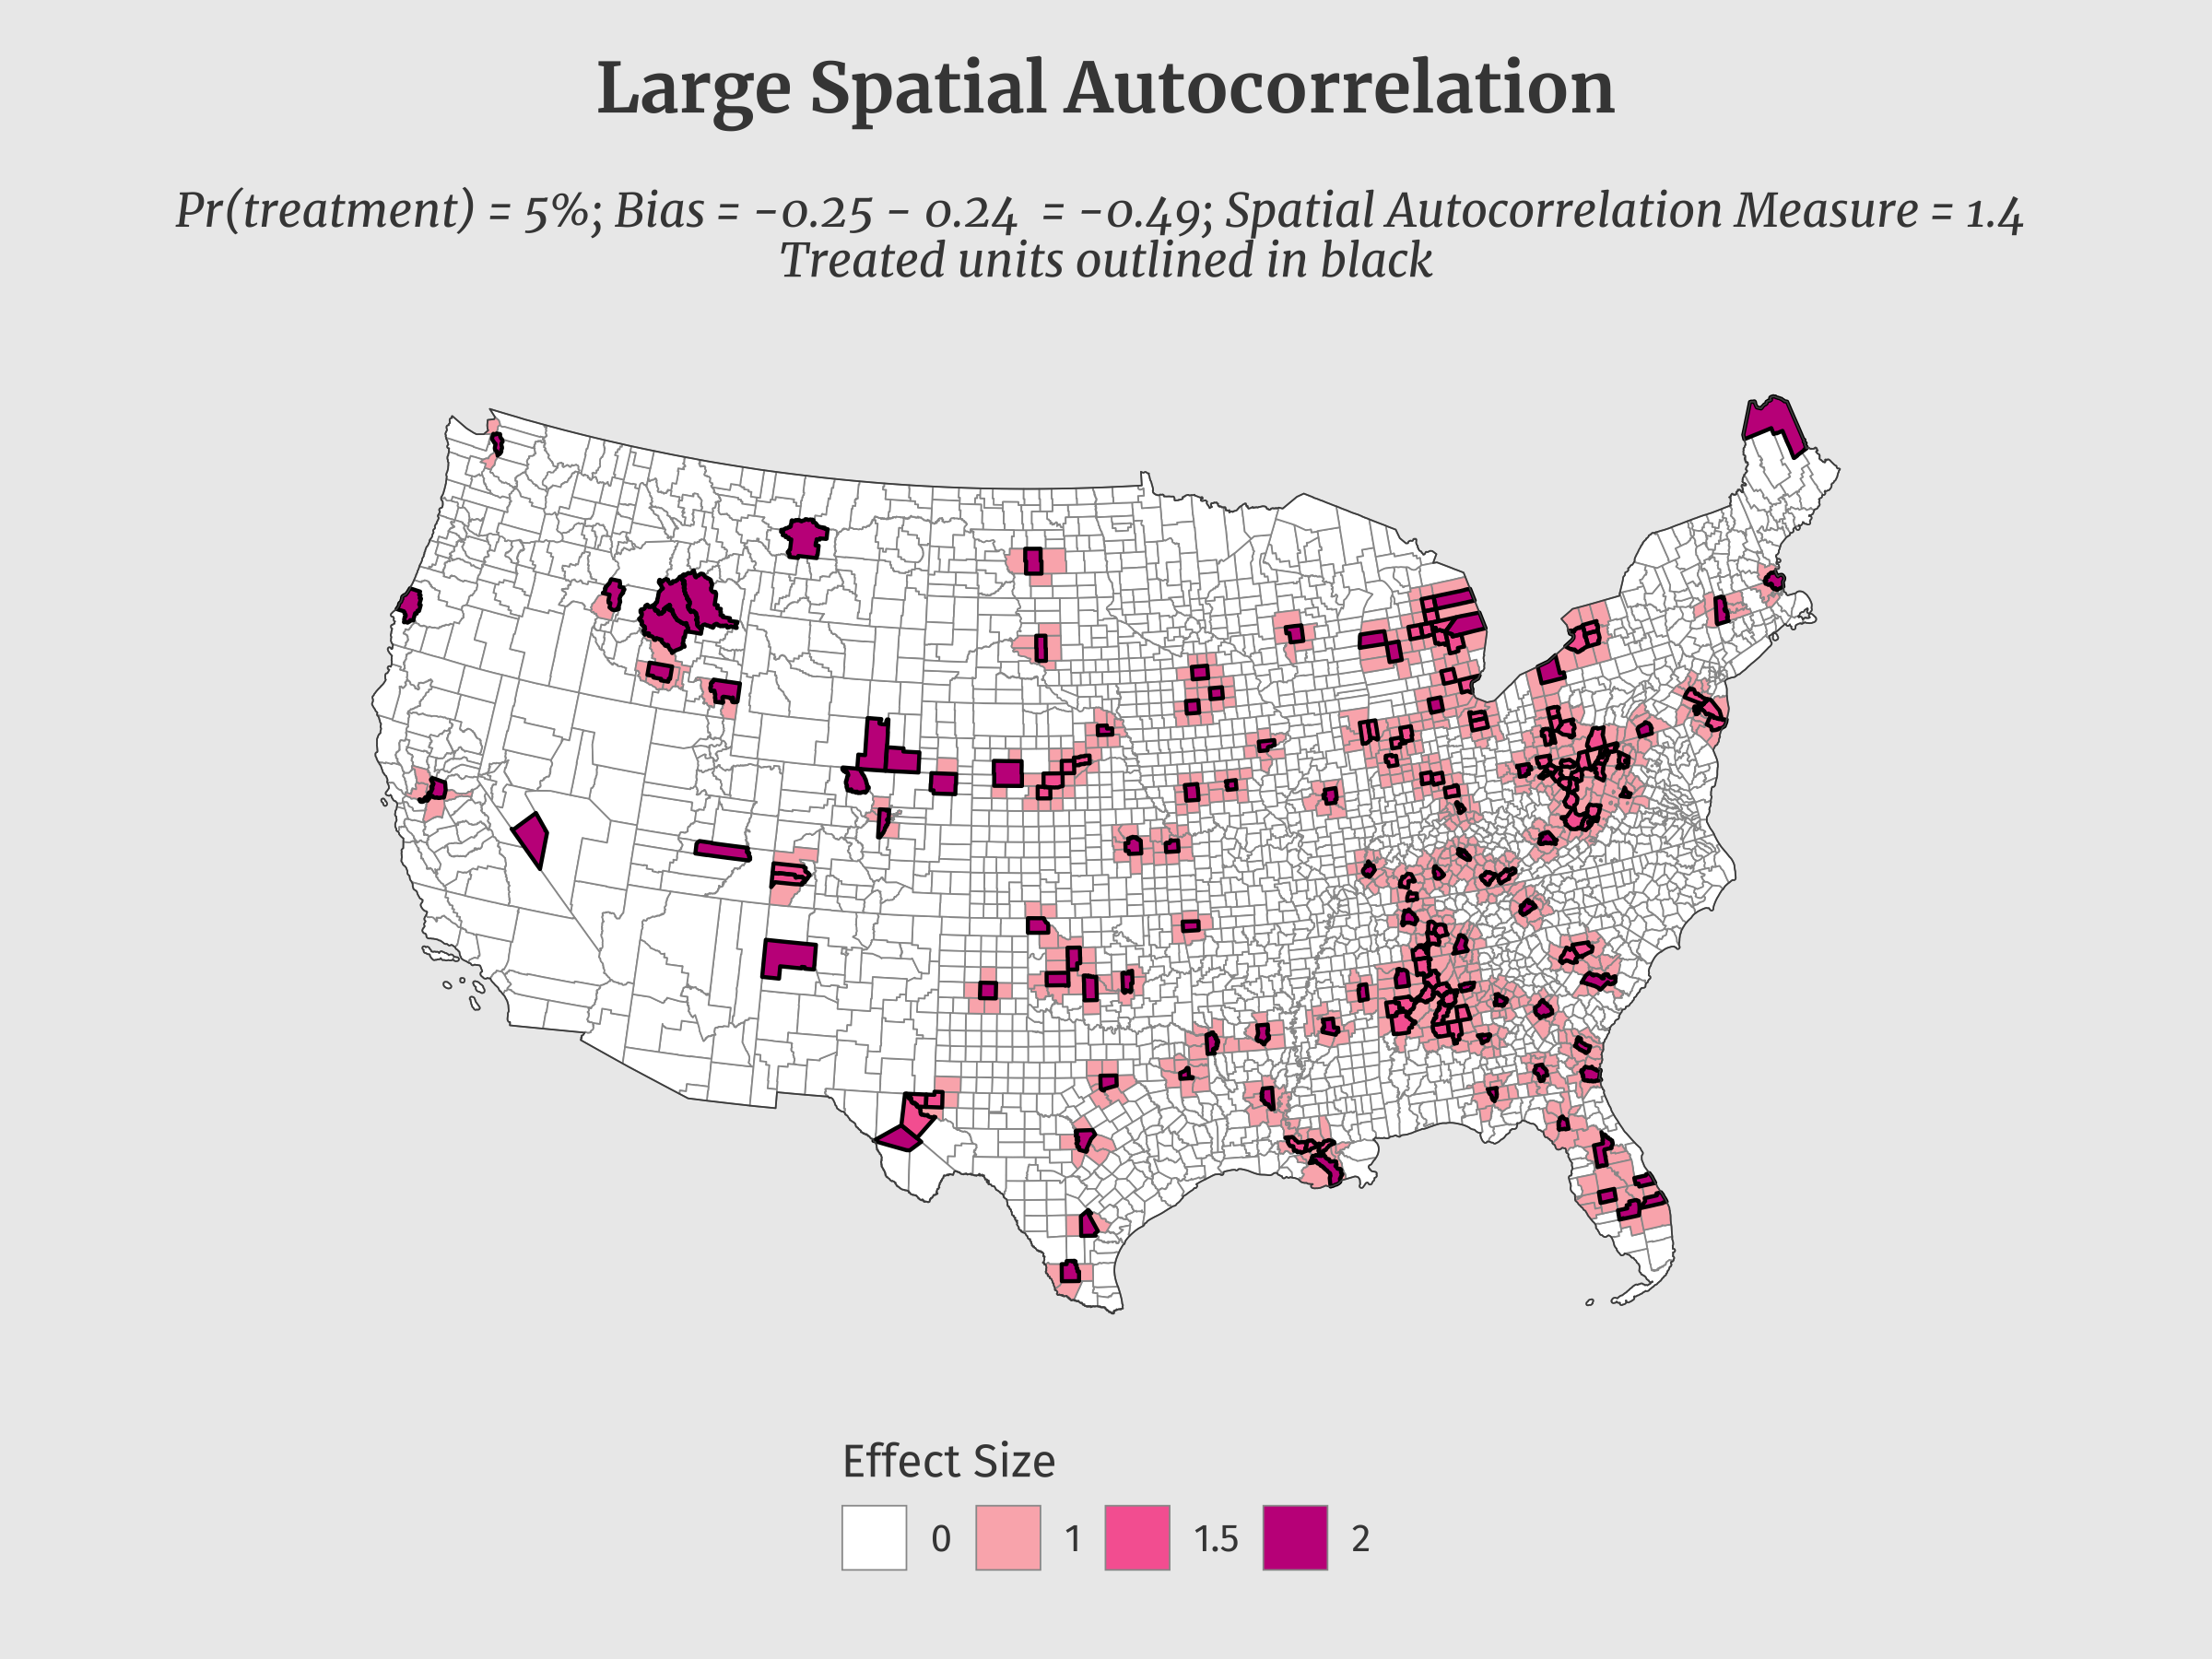 Large Spatial Autocorrelation
Pr(treatment) = 5%; Bias = −0.25 − 0.24 = −0.49; Spatial Autocorrelation Measure = 1.4
Treated units outlined in black
Effect Size
0 1 1.5 2